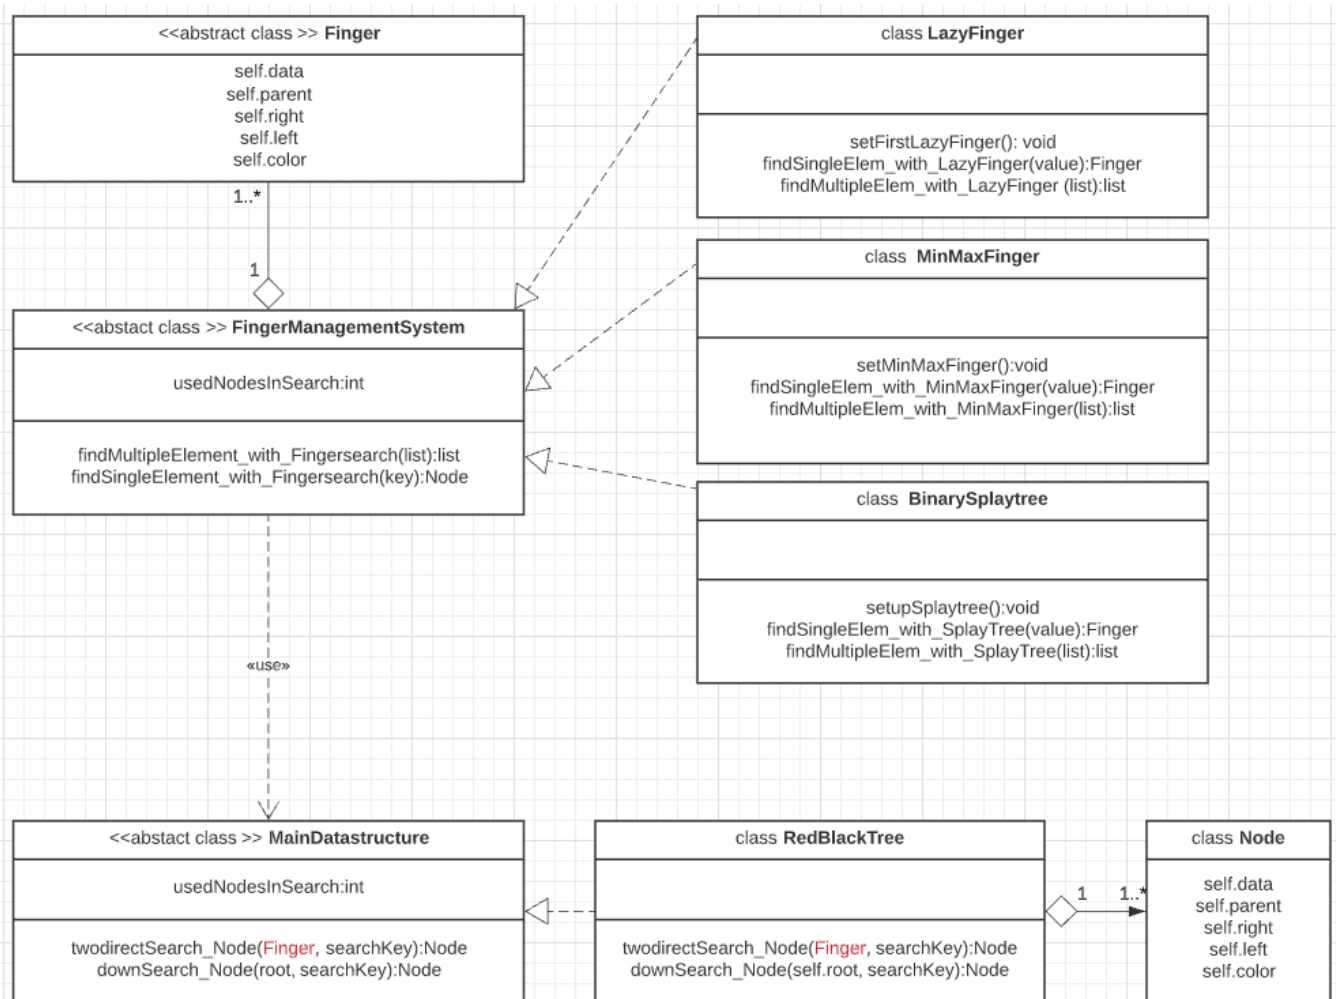 <<abstract class >> Finger
self.data
self.parent
self.right
self.left
self.color
1..*
1
<<abstact class >> FingerManagementSystem
usedNodesInSearch:int
findMultipleElement_with_Fingersearch(list):list
findSingleElement_with_Fingersearch(key):Node
class LazyFinger
setFirstLazyFinger(): void
findSingleElem_with_LazyFinger(value):Finger
findMultipleElem_with_LazyFinger (list):list
class MinMaxFinger
setMinMaxFinger():void
findSingleElem_with_MinMaxFinger(value):Finger
findMultipleElem_with_MinMaxFinger(list):list
class BinarySplaytree
setupSplaytree():void
findSingleElem_with_SplayTree(value):Finger
findMultipleElem_with_SplayTree(list):list
«use»
<<abstact class >> MainDatastructure
usedNodesInSearch:int
twodirectSearch_Node(Finger, searchKey):Node
downSearch_Node(root, searchKey):Node
class RedBlackTree
twodirectSearch_Node(Finger, searchKey):Node
downSearch_Node(self.root, searchKey):Node
1
1..*
class Node
self.data
self.parent
self.right
self.left
self.color